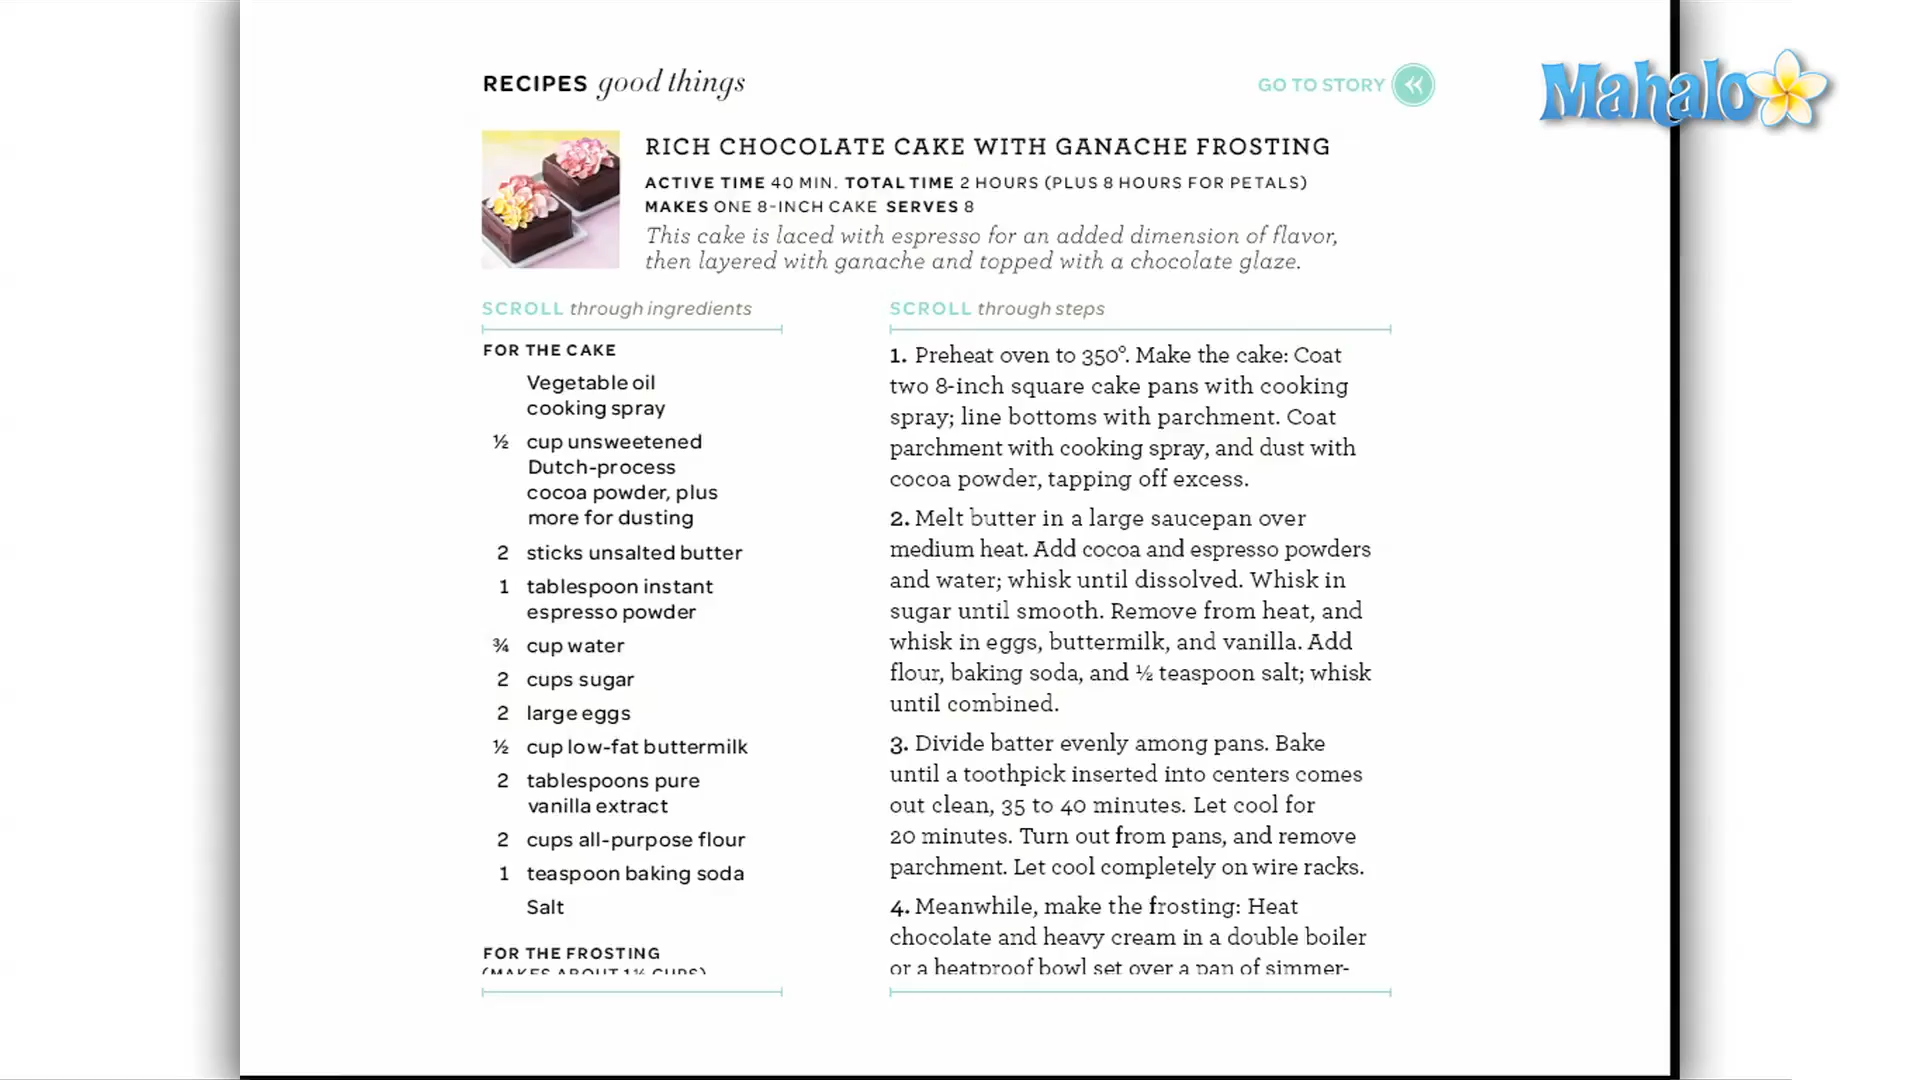 RECIPES good things
GO TO STORY
Mahalo
RICH CHOCOLATE CAKE WITH GANACHE FROSTING
ACTIVE TIME 40 MIN. TOTAL TIME 2 HOURS (PLUS 8 HOURS FOR PETALS)
MAKES ONE 8-INCH CAKE SERVES 8
This cake is laced with espresso for an added dimension of flavor,
then layered with ganache and topped with a chocolate glaze.
SCROLL through ingredients
FOR THE CAKE
Vegetable oil
cooking spray
½ cup unsweetened
Dutch-process
cocoa powder, plus
more for dusting
2 sticks unsalted butter
1 tablespoon instant
espresso powder
¾ cup water
2 cups sugar
2 large eggs
½ cup low-fat buttermilk
2 tablespoons pure
vanilla extract
2 cups all-purpose flour
1 teaspoon baking soda
Salt
FOR THE FROSTING
(MAKES ABOUT 1¾ CUPS)
SCROLL through steps
1. Preheat oven to 350°. Make the cake: Coat
two 8-inch square cake pans with cooking
spray; line bottoms with parchment. Coat
parchment with cooking spray, and dust with
cocoa powder, tapping off excess.
2. Melt butter in a large saucepan over
medium heat. Add cocoa and espresso powders
and water; whisk until dissolved. Whisk in
sugar until smooth. Remove from heat, and
whisk in eggs, buttermilk, and vanilla. Add
flour, baking soda, and ½ teaspoon salt; whisk
until combined.
3. Divide batter evenly among pans. Bake
until a toothpick inserted into centers comes
out clean, 35 to 40 minutes. Let cool for
20 minutes. Turn out from pans, and remove
parchment. Let cool completely on wire racks.
4. Meanwhile, make the frosting: Heat
chocolate and heavy cream in a double boiler
or a heatproof bowl set over a pan of simmer-